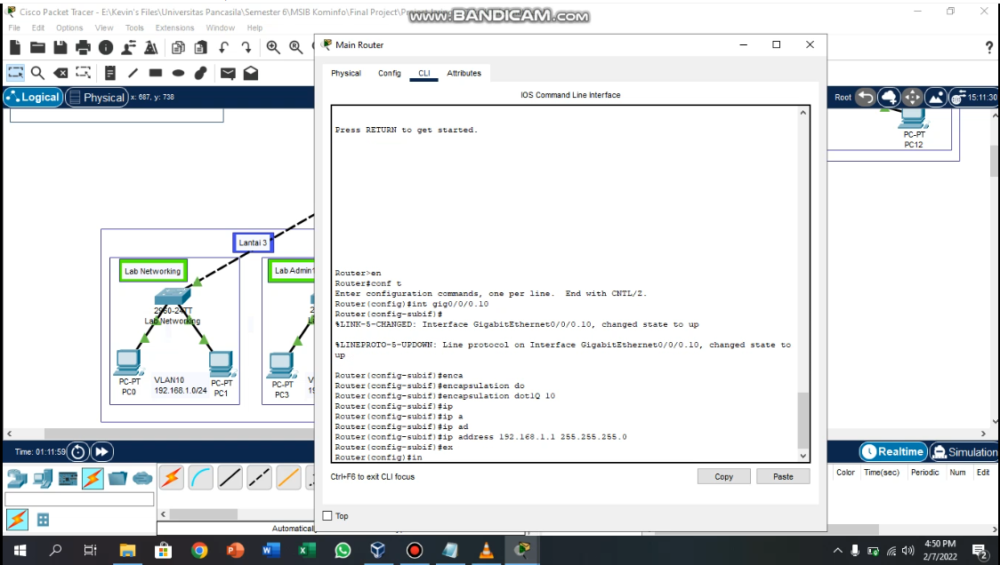 Cisco Packet Tracer - E:\Kevin's Files\Universitas Pancasila\Semester 6\MSIB Kominfo\Final Project\
www.BANDICAM.com
File Edit Options View Tools Extensions Window Help
Main Router
?
Physical Config CLI Attributes
Logical Physical x: 687, y: 738
Root 15:11:30
IOS Command Line Interface
Press RETURN to get started.
PC-PT
PC12
Lantai 3
Lab Networking
Lab Admin
2960-24TT
Lab Networking
PC-PT
PC0
VLAN10
192.168.1.0/24
PC-PT
PC1
PC-PT
PC3
Router>en
Router#conf t
Enter configuration commands, one per line. End with CNTL/Z.
Router(config)#int gig0/0/0.10
Router(config-subif)#
%LINK-5-CHANGED: Interface GigabitEthernet0/0/0.10, changed state to up
%LINEPROTO-5-UPDOWN: Line protocol on Interface GigabitEthernet0/0/0.10, changed state to
up
Router(config-subif)#enca
Router(config-subif)#encapsulation do
Router(config-subif)#encapsulation dot1Q 10
Router(config-subif)#ip
Router(config-subif)#ip a
Router(config-subif)#ip ad
Router(config-subif)#ip address 192.168.1.1 255.255.255.0
Router(config-subif)#ex
Router(config)#in
Ctrl+F6 to exit CLI focus
Copy Paste
Top
Time: 01:11:59
Realtime Simulation
Color Time(sec) Periodic Num Edit
Automatical
4:50 PM
2/7/2022
2